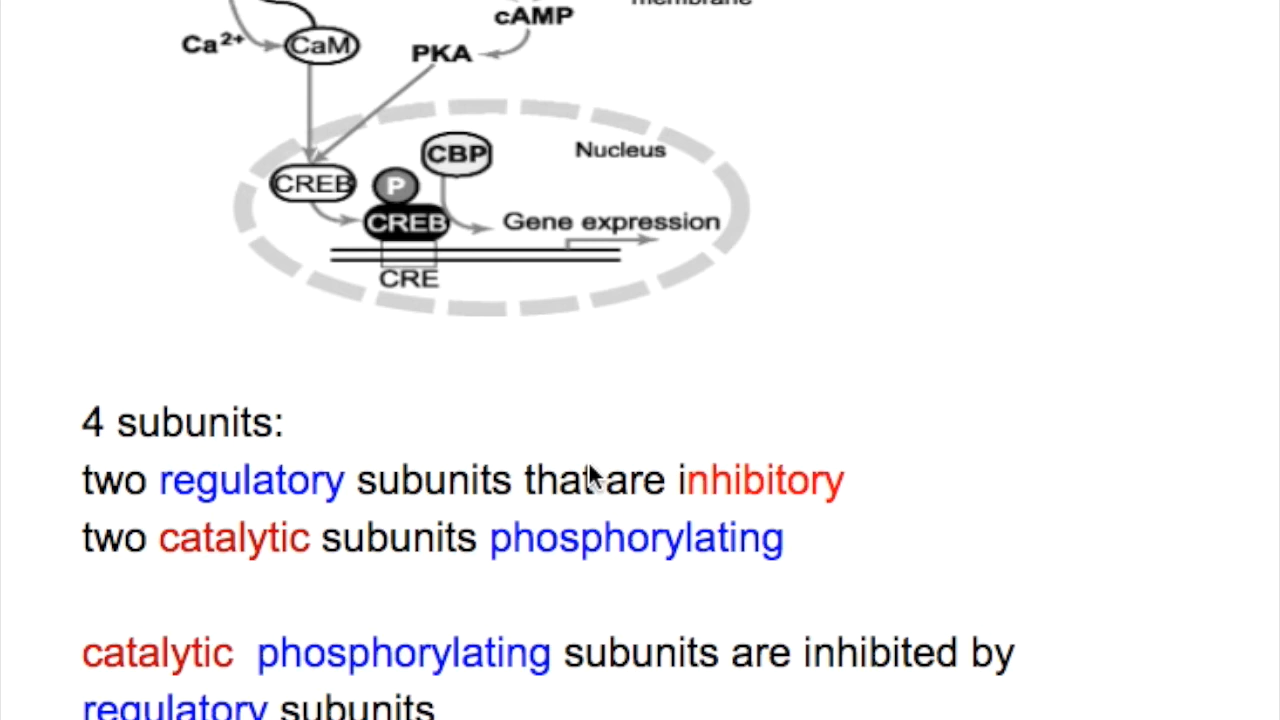 membrane
cAMP
Ca²⁺
CaM
PKA
CBP
Nucleus
CREB
P
CREB
Gene expression
CRE
4 subunits:
two regulatory subunits that are inhibitory
two catalytic subunits phosphorylating
catalytic phosphorylating subunits are inhibited by
regulatory subunits